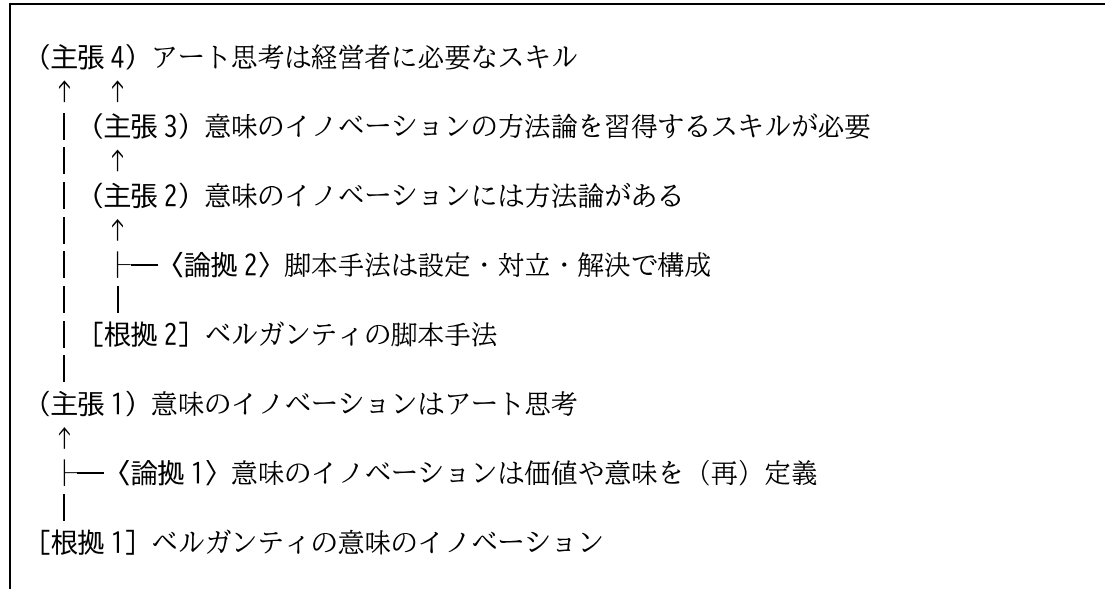 (主張4) アート思考は経営者に必要なスキル
↑ ↑
| (主張3) 意味のイノベーションの方法論を習得するスキルが必要
| ↑
| (主張2) 意味のイノベーションには方法論がある
| ↑
| ├─〈論拠2〉脚本手法は設定・対立・解決で構成
| |
| [根拠2] ベルガンティの脚本手法
|
(主張1) 意味のイノベーションはアート思考
↑
├─〈論拠1〉意味のイノベーションは価値や意味を(再)定義
|
[根拠1] ベルガンティの意味のイノベーション